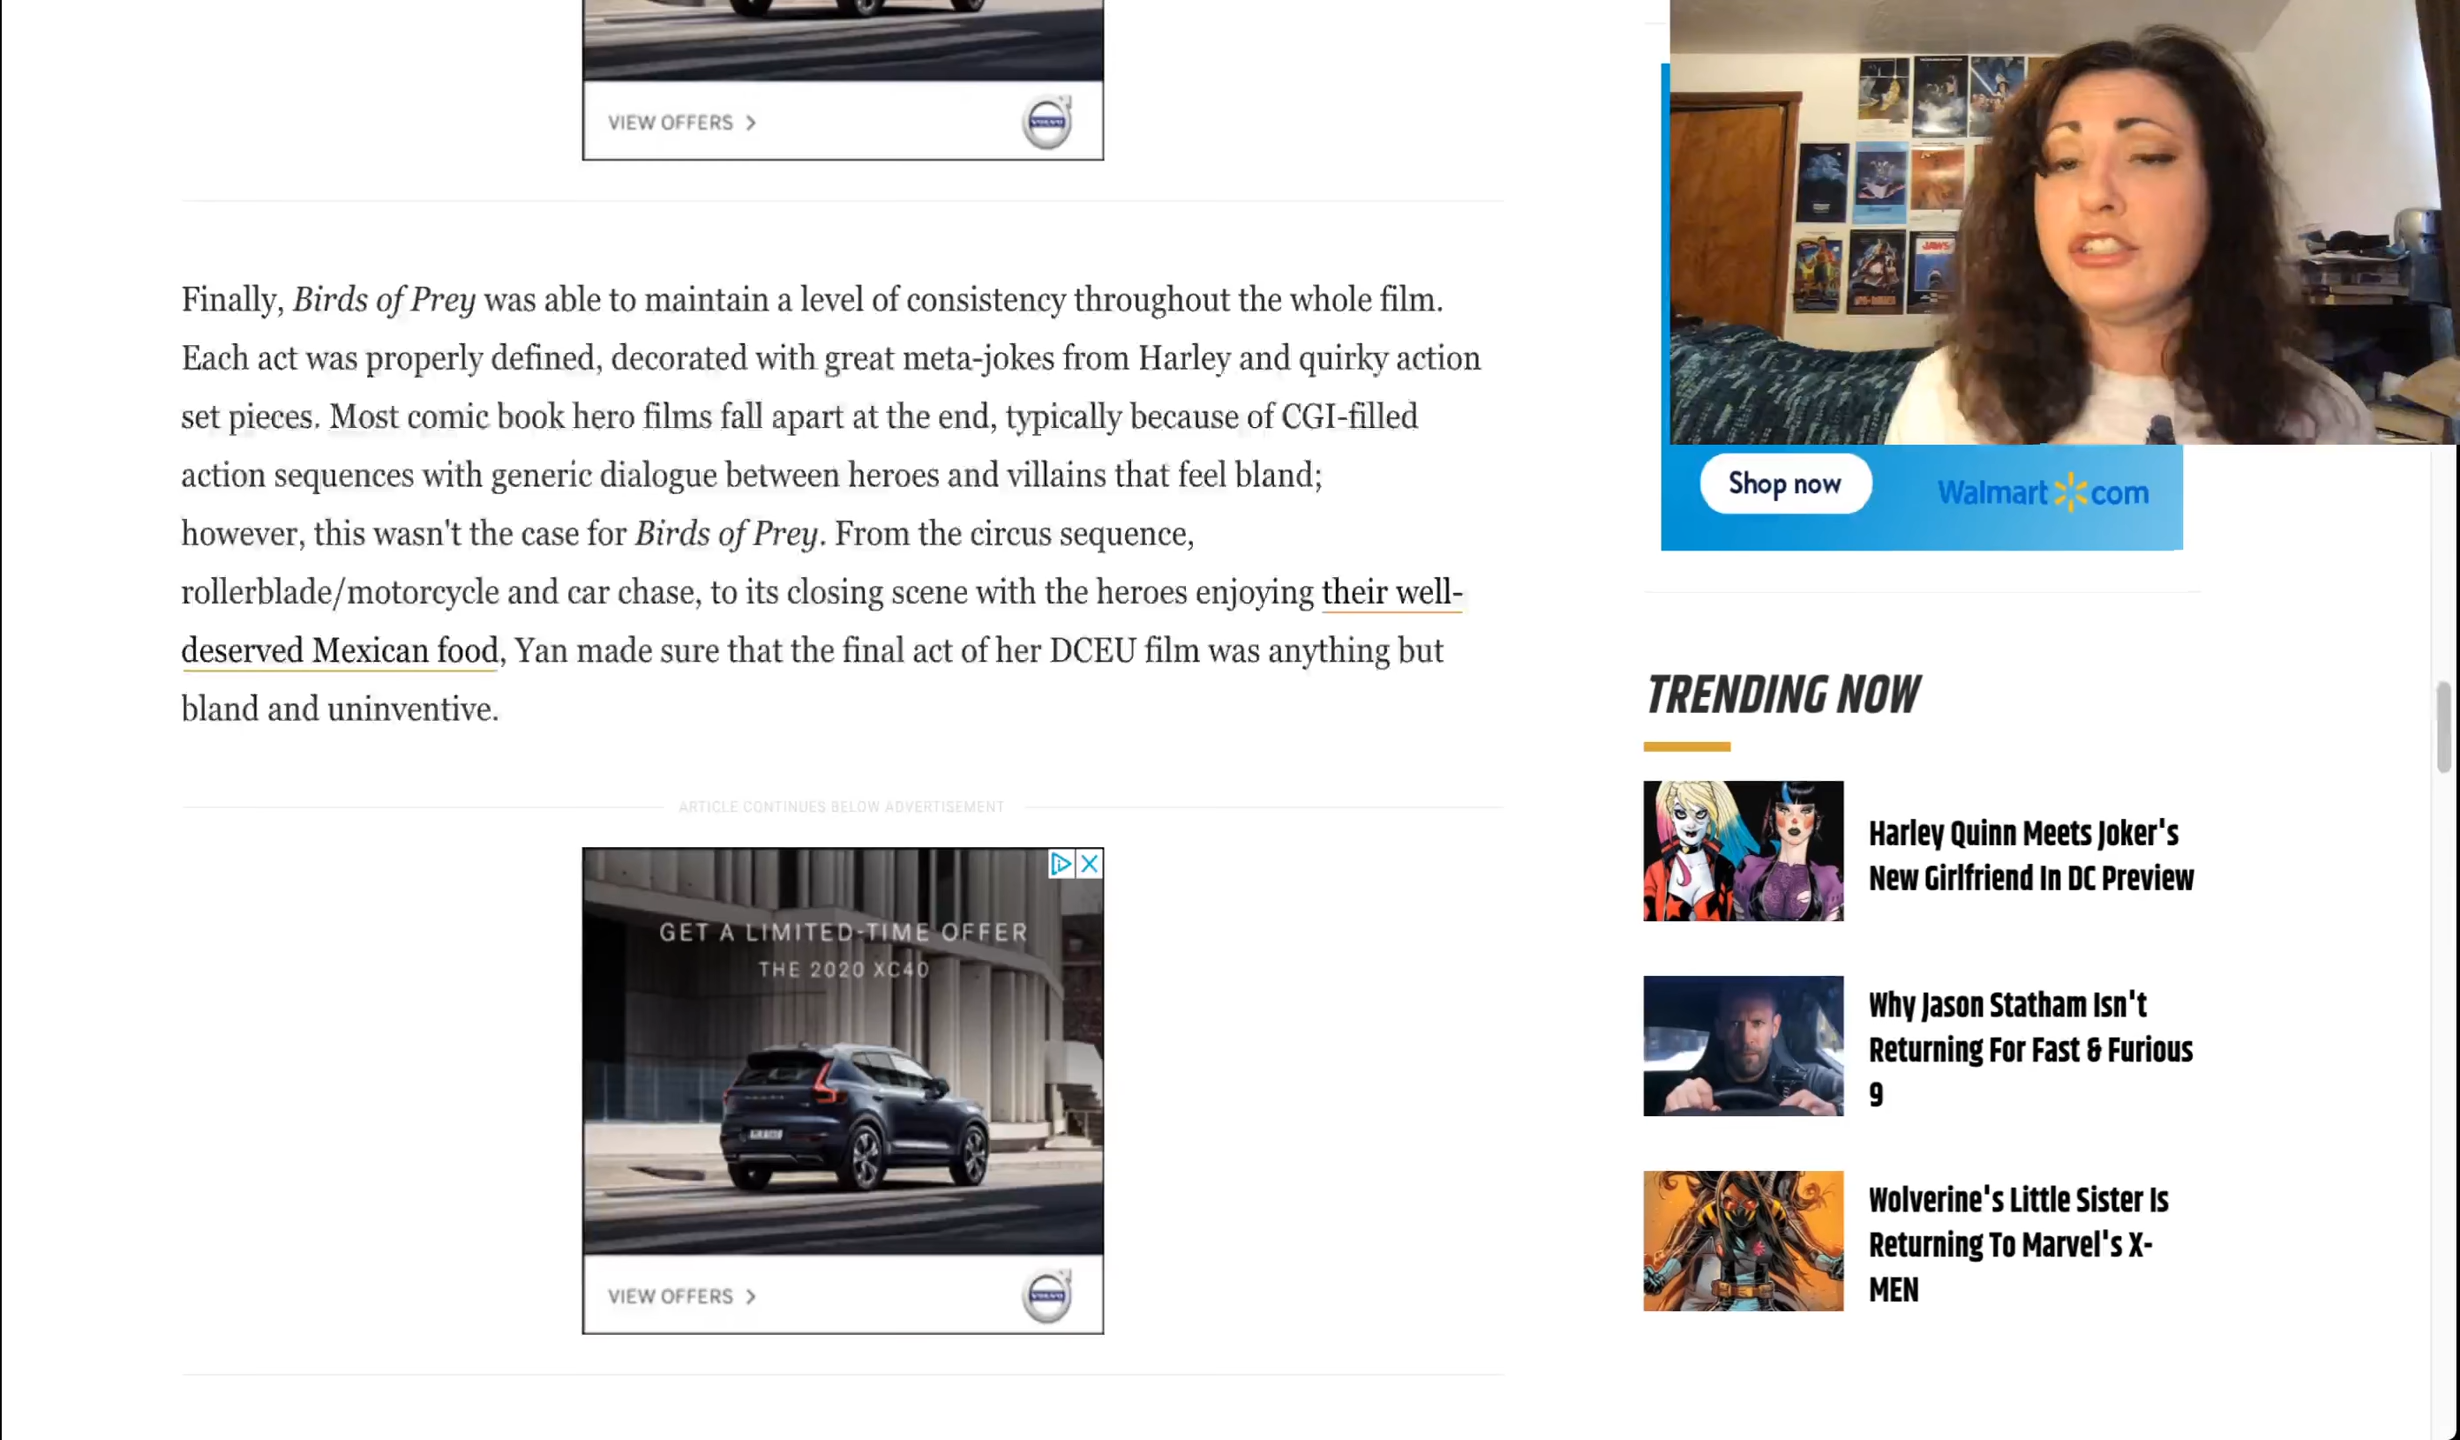 VIEW OFFERS >
VOLVO
Finally, Birds of Prey was able to maintain a level of consistency throughout the whole film.
Each act was properly defined, decorated with great meta-jokes from Harley and quirky action
set pieces. Most comic book hero films fall apart at the end, typically because of CGI-filled
action sequences with generic dialogue between heroes and villains that feel bland;
however, this wasn't the case for Birds of Prey. From the circus sequence,
rollerblade/motorcycle and car chase, to its closing scene with the heroes enjoying their well-
deserved Mexican food, Yan made sure that the final act of her DCEU film was anything but
bland and uninventive.
ARTICLE CONTINUES BELOW ADVERTISEMENT
GET A LIMITED-TIME OFFER
THE 2020 XC40
VIEW OFFERS >
VOLVO
JAWS
Shop now
Walmart com
TRENDING NOW
Harley Quinn Meets Joker's
New Girlfriend In DC Preview
Why Jason Statham Isn't
Returning For Fast & Furious
9
Wolverine's Little Sister Is
Returning To Marvel's X-
MEN